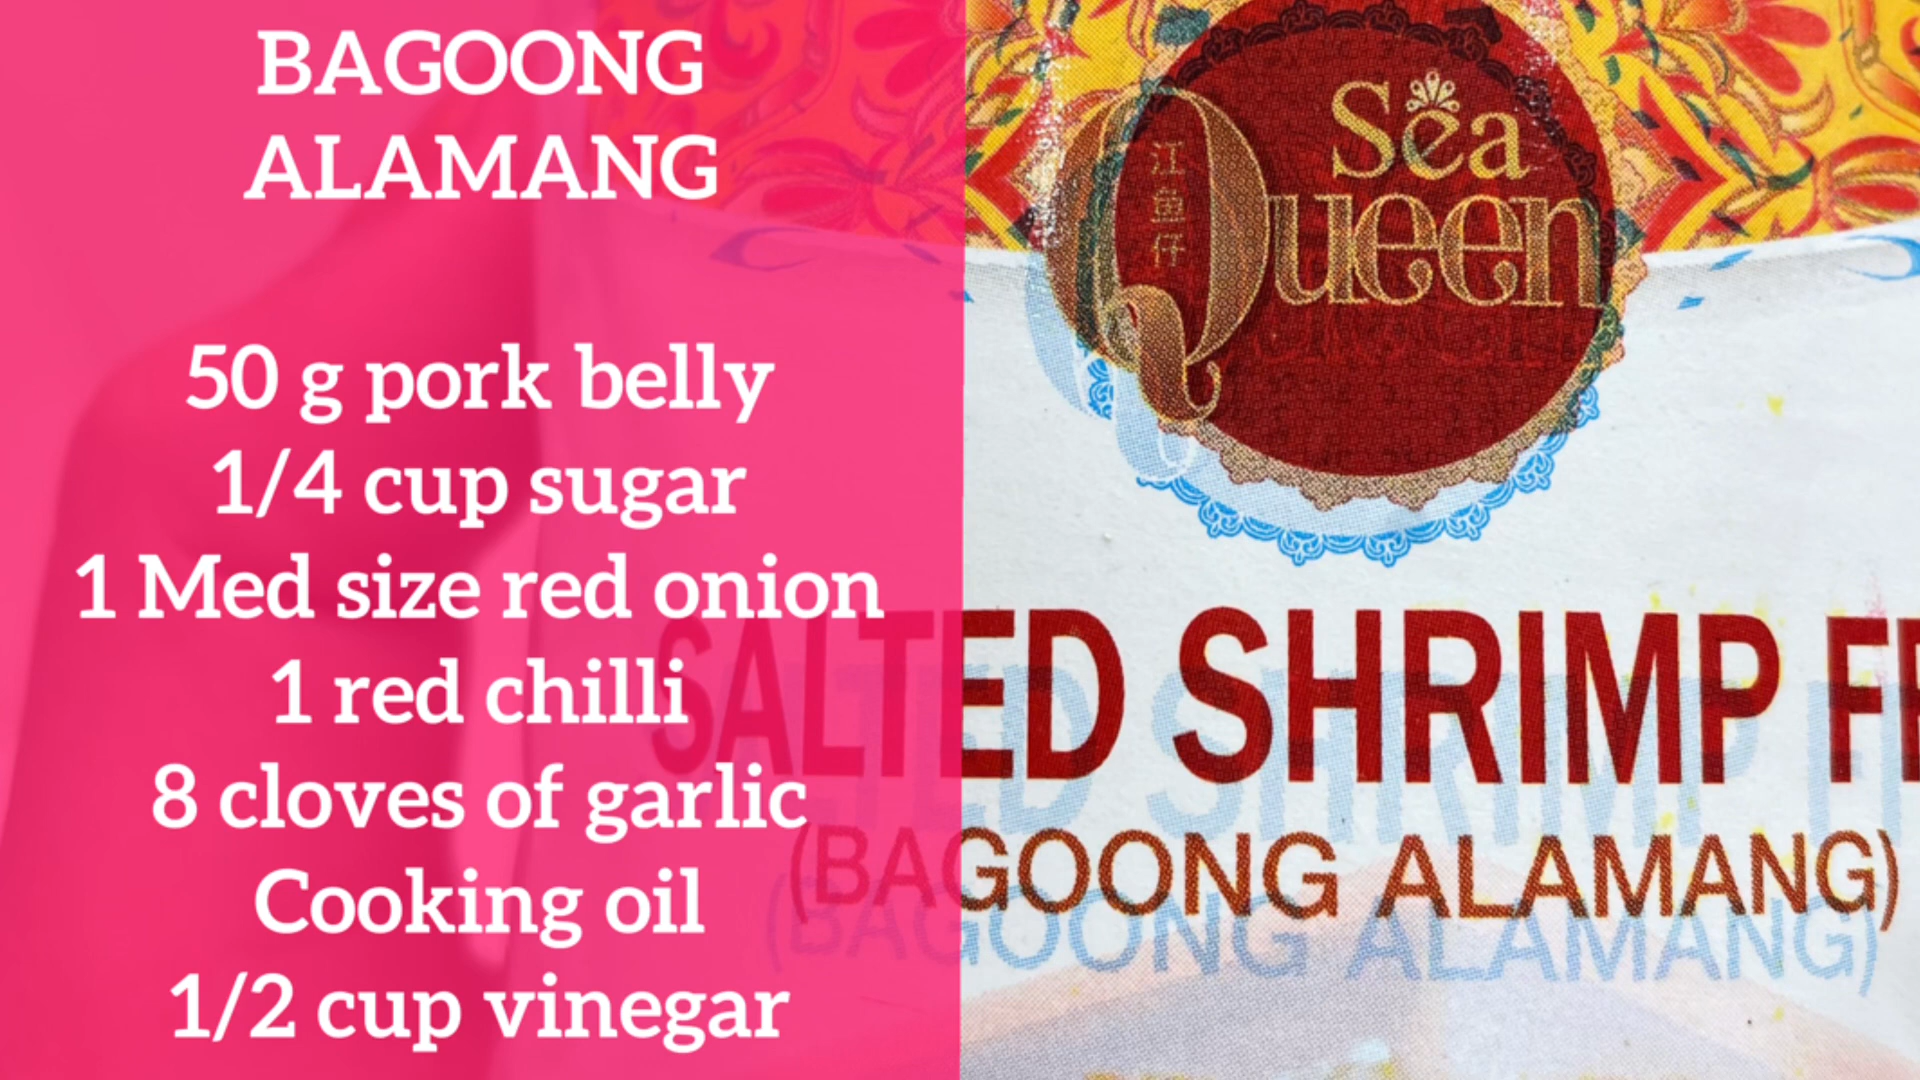 BAGOONG
ALAMANG
50 g pork belly
1/4 cup sugar
1 Med size red onion
1 red chilli
8 cloves of garlic
Cooking oil
1/2 cup vinegar
Sea
Queen
江鱼仔
SALTED SHRIMP
(BAGOONG ALAMANG)